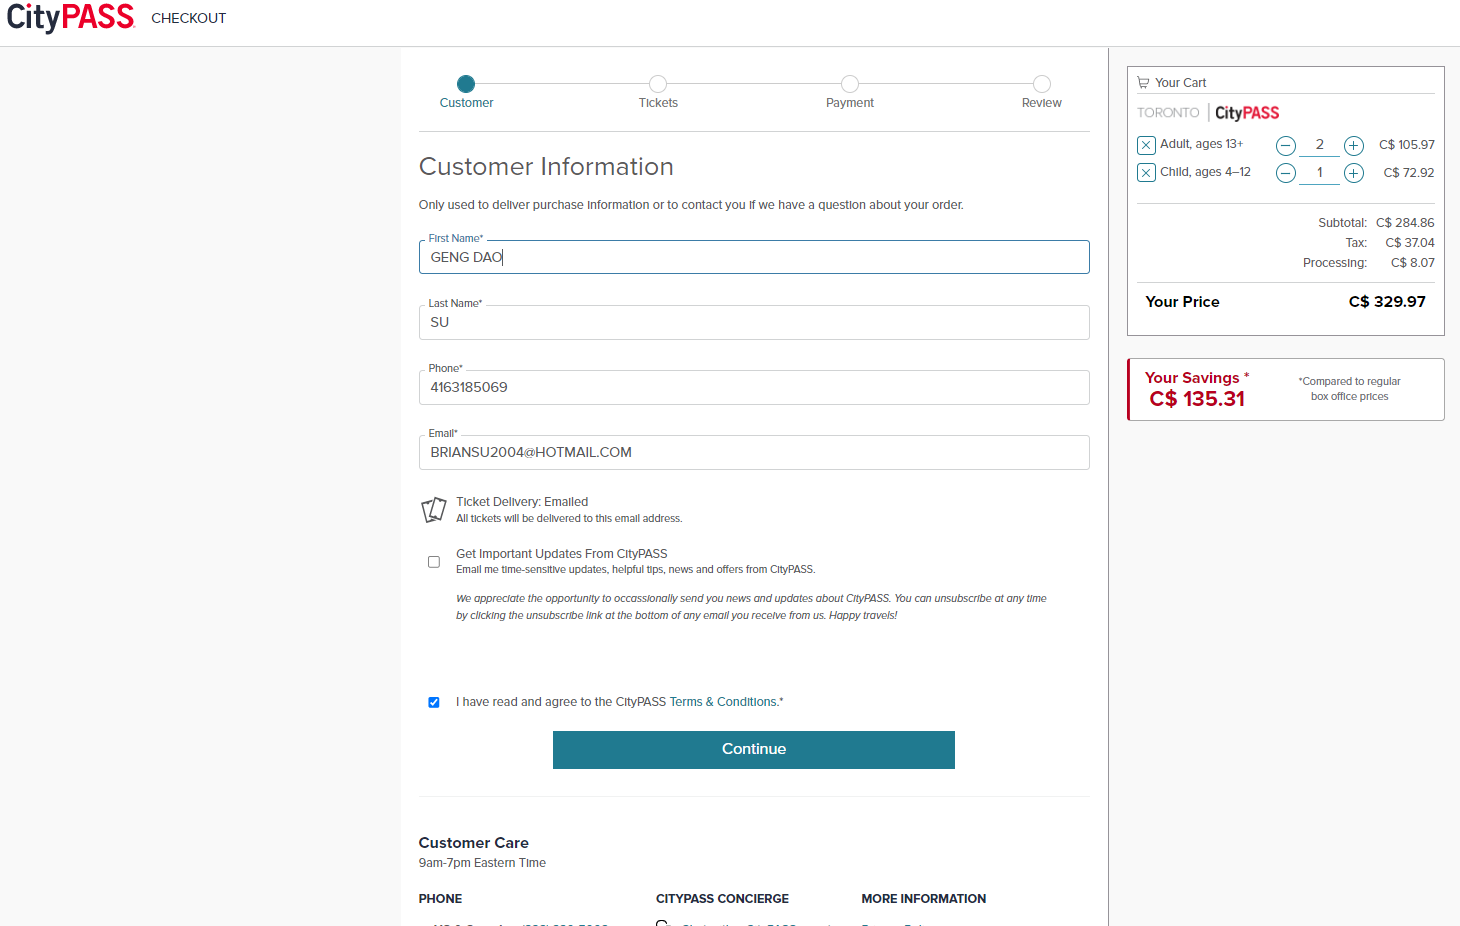 CityPASS CHECKOUT
Customer Tickets Payment Review
Customer Information
Only used to deliver purchase information or to contact you if we have a question about your order.
First Name*
GENG DAO
Last Name*
SU
Phone*
4163185069
Email*
BRIANSU2004@HOTMAIL.COM
Ticket Delivery: Emailed
All tickets will be delivered to this email address.
Get Important Updates From CityPASS
Email me time-sensitive updates, helpful tips, news and offers from CityPASS.
We appreciate the opportunity to occassionally send you news and updates about CityPASS. You can unsubscribe at any time
by clicking the unsubscribe link at the bottom of any email you receive from us. Happy travels!
I have read and agree to the CityPASS Terms & Conditions.*
Continue
Customer Care
9am-7pm Eastern Time
PHONE CITYPASS CONCIERGE MORE INFORMATION
Your Cart
TORONTO CityPASS
Adult, ages 13+ 2 C$ 105.97
Child, ages 4–12 1 C$ 72.92
Subtotal: C$ 284.86
Tax: C$ 37.04
Processing: C$ 8.07
Your Price C$ 329.97
Your Savings *
C$ 135.31
*Compared to regular
box office prices